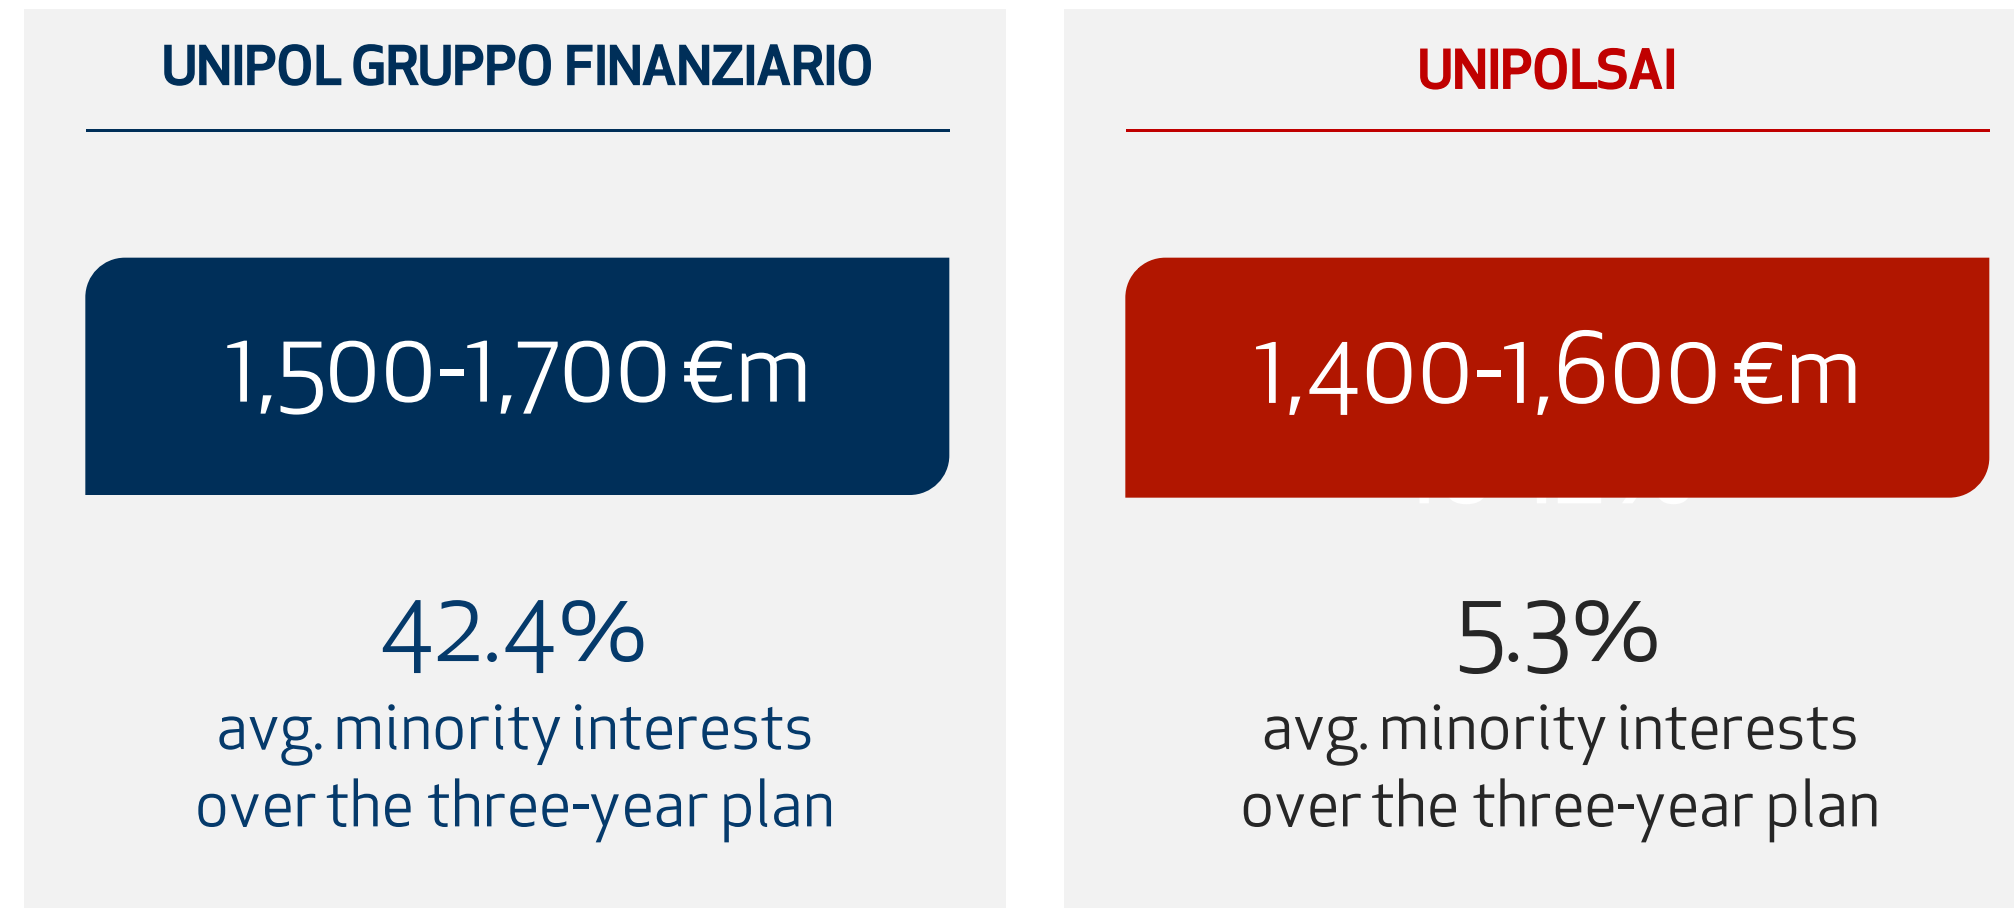 UNIPOL GRUPPO FINANZIARIO
1,500-1,700 €m
42.4%
avg. minority interests
over the three-year plan
UNIPOLSAI
1,400-1,600 €m
5.3%
avg. minority interests
over the three-year plan